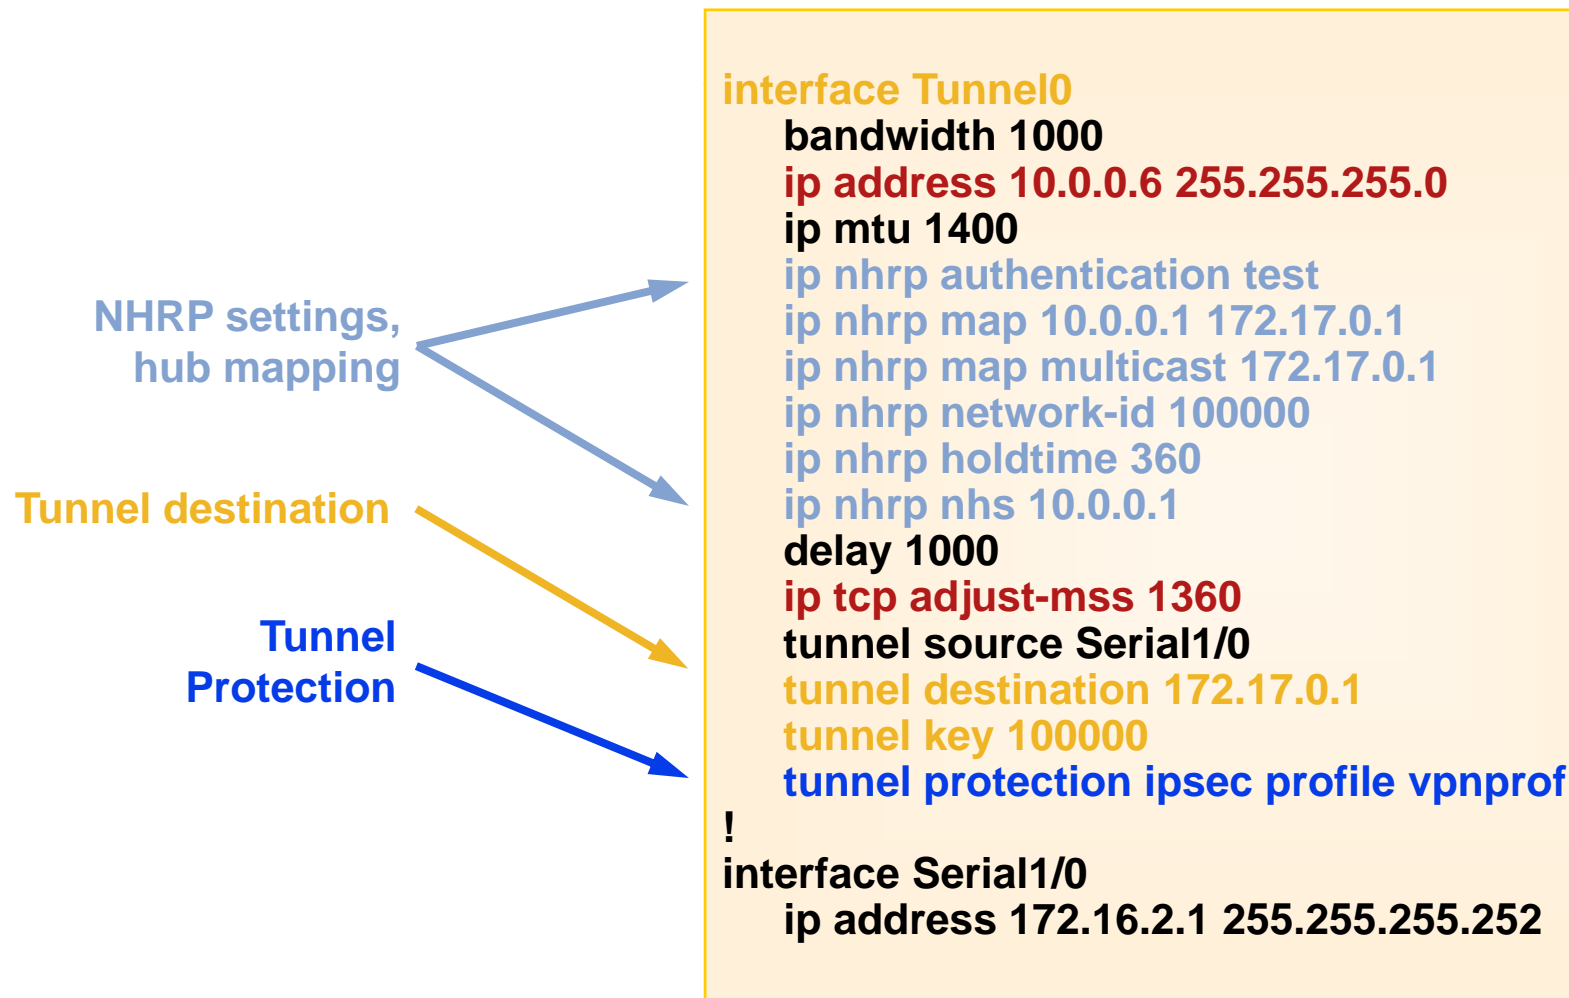 NHRP settings,
hub mapping
Tunnel destination
Tunnel
Protection
interface Tunnel0
bandwidth 1000
ip address 10.0.0.6 255.255.255.0
ip mtu 1400
ip nhrp authentication test
ip nhrp map 10.0.0.1 172.17.0.1
ip nhrp map multicast 172.17.0.1
ip nhrp network-id 100000
ip nhrp holdtime 360
ip nhrp nhs 10.0.0.1
delay 1000
ip tcp adjust-mss 1360
tunnel source Serial1/0
tunnel destination 172.17.0.1
tunnel key 100000
tunnel protection ipsec profile vpnprof
!
interface Serial1/0
ip address 172.16.2.1 255.255.255.252